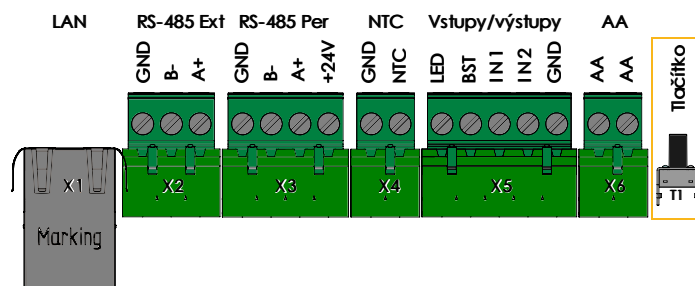 LAN RS-485 Ext RS-485 Per NTC Vstupy/výstupy AA
GND B- A+ GND B- A+ +24V GND NTC LED BST IN1 IN2 GND AA AA
Tlačítko
X1 X2 X3 X4 X5 X6 T1
Marking